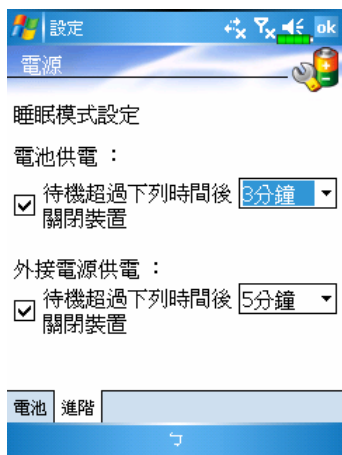 設定 ok
電源
睡眠模式設定
電池供電：
待機超過下列時間後 3分鐘
關閉裝置
外接電源供電：
待機超過下列時間後 5分鐘
關閉裝置
電池 進階
ㄅ